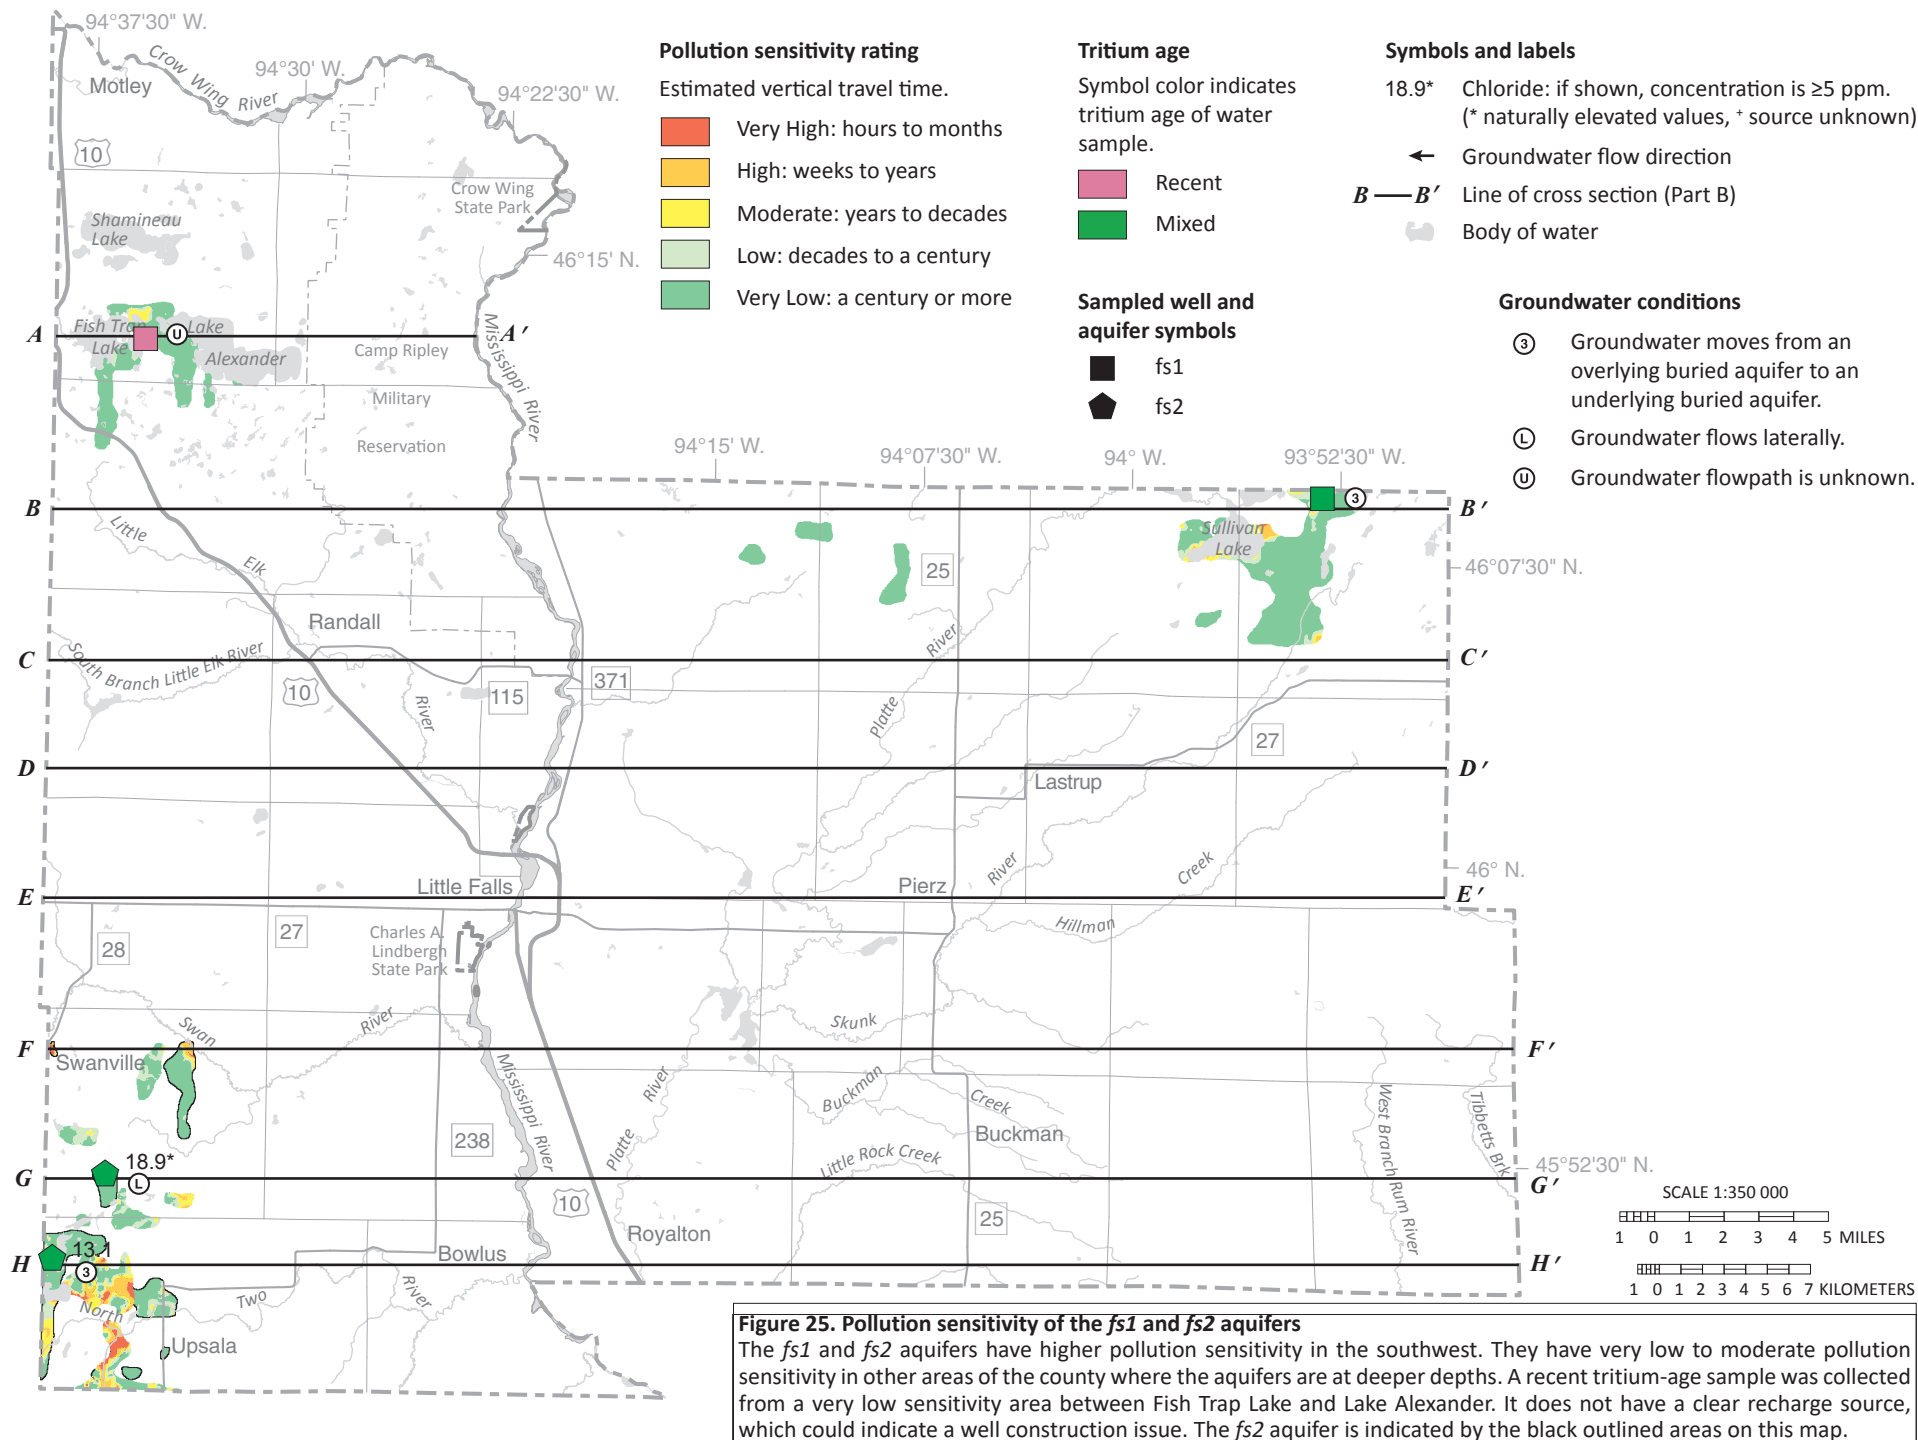 94°37'30" W.
Crow Wing River
94°30' W.
94°22'30" W.
Motley
10
Crow Wing
State Park
Shamineau
Lake
46°15' N.
Fish Trap
Lake
Lake
Alexander
U
A
A′
Camp Ripley
Military
Reservation
Mississippi River
Pollution sensitivity rating
Estimated vertical travel time.
Very High: hours to months
High: weeks to years
Moderate: years to decades
Low: decades to a century
Very Low: a century or more
Tritium age
Symbol color indicates
tritium age of water
sample.
Recent
Mixed
Sampled well and
aquifer symbols
fs1
fs2
Symbols and labels
18.9* Chloride: if shown, concentration is ≥5 ppm.
(* naturally elevated values, + source unknown)
Groundwater flow direction
B B′ Line of cross section (Part B)
Body of water
Groundwater conditions
3 Groundwater moves from an
overlying buried aquifer to an
underlying buried aquifer.
L Groundwater flows laterally.
U Groundwater flowpath is unknown.
94°15' W.
94°07'30" W.
94° W.
93°52'30" W.
B
3
B′
Little
Elk
Sullivan
Lake
25
46°07'30" N.
Randall
River
C
South Branch Little Elk River
C′
10
115
371
River
Platte
27
D
D′
Lastrup
46° N.
Little Falls
Pierz
River
Creek
E
E′
27
28
Charles A.
Lindbergh
State Park
Hillman
Swan
River
Skunk
F
Swanville
F′
Mississippi River
River
Platte
Buckman
Creek
Buckman
West Branch Rum River
Tibbetts Brk
238
Little Rock Creek
18.9*
G
L
G′
45°52'30" N.
10
25
Royalton
Bowlus
13.1
H
3
H′
North
Two
River
Upsala
SCALE 1:350 000
1 0 1 2 3 4 5 MILES
1 0 1 2 3 4 5 6 7 KILOMETERS
Figure 25. Pollution sensitivity of the fs1 and fs2 aquifers
The fs1 and fs2 aquifers have higher pollution sensitivity in the southwest. They have very low to moderate pollution
sensitivity in other areas of the county where the aquifers are at deeper depths. A recent tritium-age sample was collected
from a very low sensitivity area between Fish Trap Lake and Lake Alexander. It does not have a clear recharge source,
which could indicate a well construction issue. The fs2 aquifer is indicated by the black outlined areas on this map.